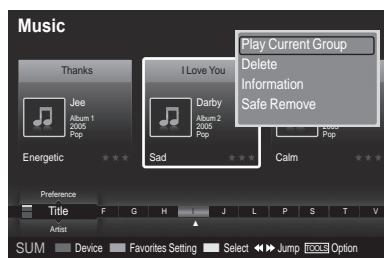 Music
Play Current Group
Delete
Information
Safe Remove
Thanks
I Love You
Jee
Album 1
2005
Pop
Darby
Album 2
2005
Pop
2005
Pop
Energetic ★★★
Sad ★★★
Calm ★★★
Preference
Title F G H I J L P S T V
Artist
SUM Device Favorites Setting Select ◀◀ ▶▶ Jump TOOLS Option